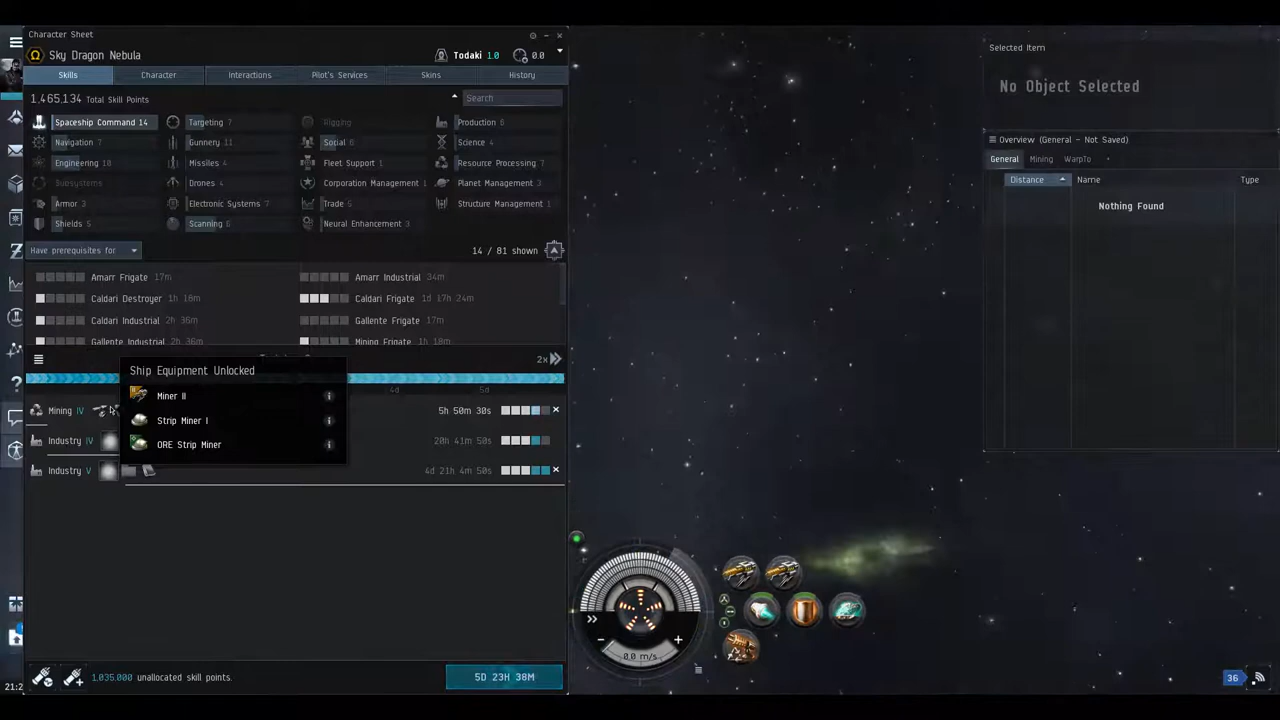 Character Sheet
Sky Dragon Nebula
Todaki 1.0
0.0
Skills
Character
Interactions
Pilot's Services
Skins
History
1,465,134 Total Skill Points
Search
Spaceship Command 14
Targeting 7
Rigging
Production 6
Navigation 7
Gunnery 11
Social 6
Science 4
Engineering 10
Missiles 4
Fleet Support 1
Resource Processing 7
Subsystems
Drones 4
Corporation Management 1
Planet Management 3
Armor 3
Electronic Systems 7
Trade 5
Structure Management 1
Shields 5
Scanning 6
Neural Enhancement 3
Have prerequisites for
14 / 81 shown
Amarr Frigate 17m
Amarr Industrial 34m
Caldari Destroyer 1h 18m
Caldari Frigate 1d 17h 24m
Caldari Industrial 2h 36m
Gallente Frigate 17m
Gallente Industrial 2h 36m
Mining Frigate 1h 18m
2x
Ship Equipment Unlocked
4d
5d
Miner II
Mining IV
5h 50m 30s
Strip Miner I
Industry IV
20h 41m 50s
ORE Strip Miner
Industry V
4d 21h 4m 50s
1,035,000 unallocated skill points.
5D 23H 38M
21:2
Selected Item
No Object Selected
Overview (General - Not Saved)
General
Mining
WarpTo
Distance
Name
Type
Nothing Found
0.0 m/s
36